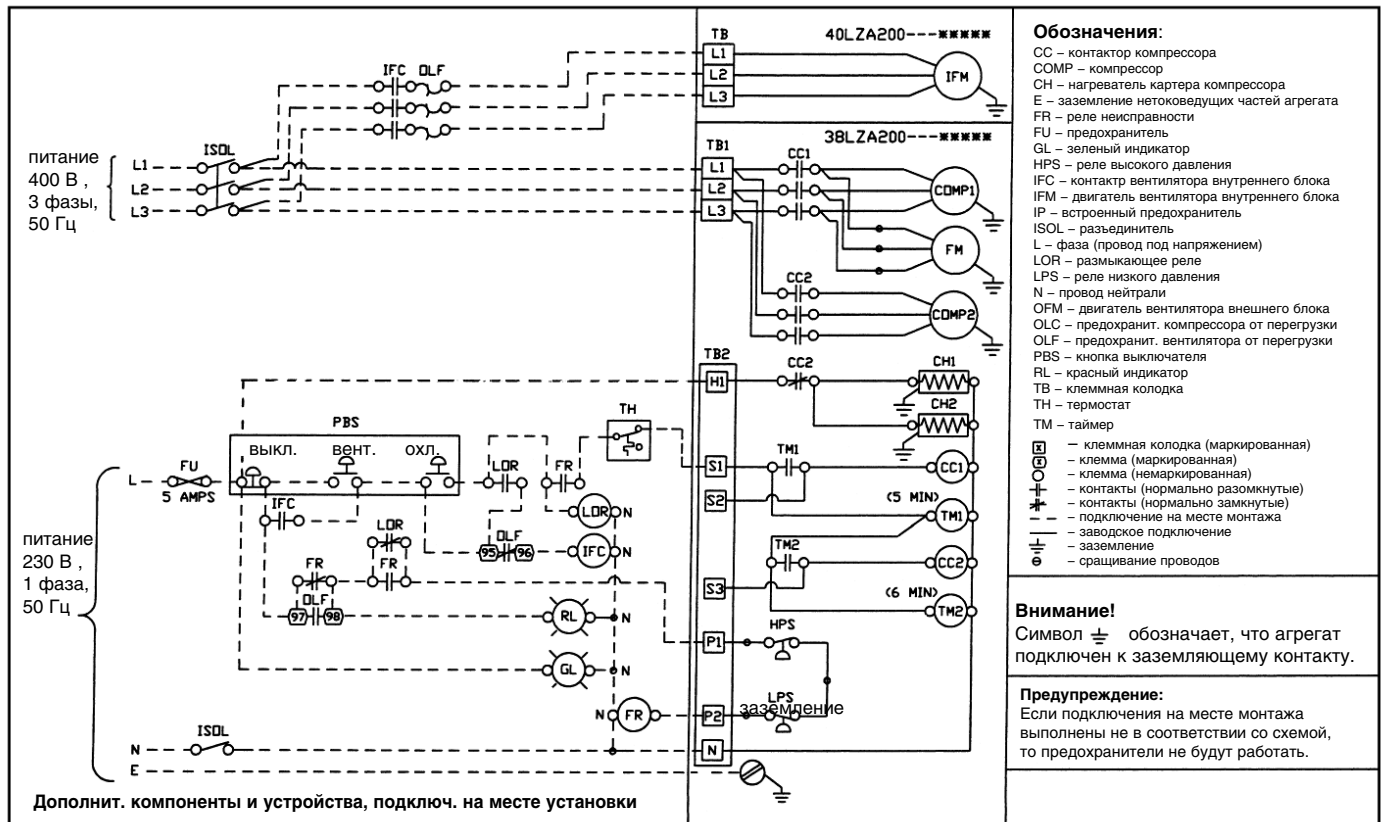 TB
40LZA200---*****
L1
L2
L3
IFM
IFC OLF
ISOL
питание
400 В ,
3 фазы,
50 Гц
L1
L2
L3
38LZA200---*****
TB1
L1
L2
L3
CC1
COMP1
FM
CC2
COMP2
TB2
H1
CC2
CH1
CH2
TH
PBS
выкл. вент. охл.
L
FU
5 AMPS
LOR
FR
S1
TM1
CC1
IFC
LOR
N
S2
(5 MIN)
TM1
LOR
OLF
95 96
IFC
N
TM2
CC2
питание
230 В ,
1 фаза,
50 Гц
FR
FR
S3
(6 MIN)
TM2
OLF
97 98
RL
N
HPS
P1
GL
N
LPS
заземление
N
FR
P2
ISOL
N
N
E
Дополнит. компоненты и устройства, подключ. на месте установки
Обозначения:
CC – контактор компрессора
COMP – компрессор
CH – нагреватель картера компрессора
E – заземление нетоковедущих частей агрегата
FR – реле неисправности
FU – предохранитель
GL – зеленый индикатор
HPS – реле высокого давления
IFC – контактр вентилятора внутреннего блока
IFM – двигатель вентилятора внутреннего блока
IP – встроенный предохранитель
ISOL – разъединитель
L – фаза (провод под напряжением)
LOR – размыкающее реле
LPS – реле низкого давления
N – провод нейтрали
OFM – двигатель вентилятора внешнего блока
OLC – предохранит. компрессора от перегрузки
OLF – предохранит. вентилятора от перегрузки
PBS – кнопка выключателя
RL – красный индикатор
TB – клеммная колодка
TH – термостат
TM – таймер
X – клеммная колодка (маркированная)
X – клемма (маркированная)
– клемма (немаркированная)
– контакты (нормально разомкнутые)
– контакты (нормально замкнутые)
– подключение на месте монтажа
– заводское подключение
– заземление
– сращивание проводов
Внимание!
Символ обозначает, что агрегат
подключен к заземляющему контакту.
Предупреждение:
Если подключения на месте монтажа
выполнены не в соответствии со схемой,
то предохранители не будут работать.